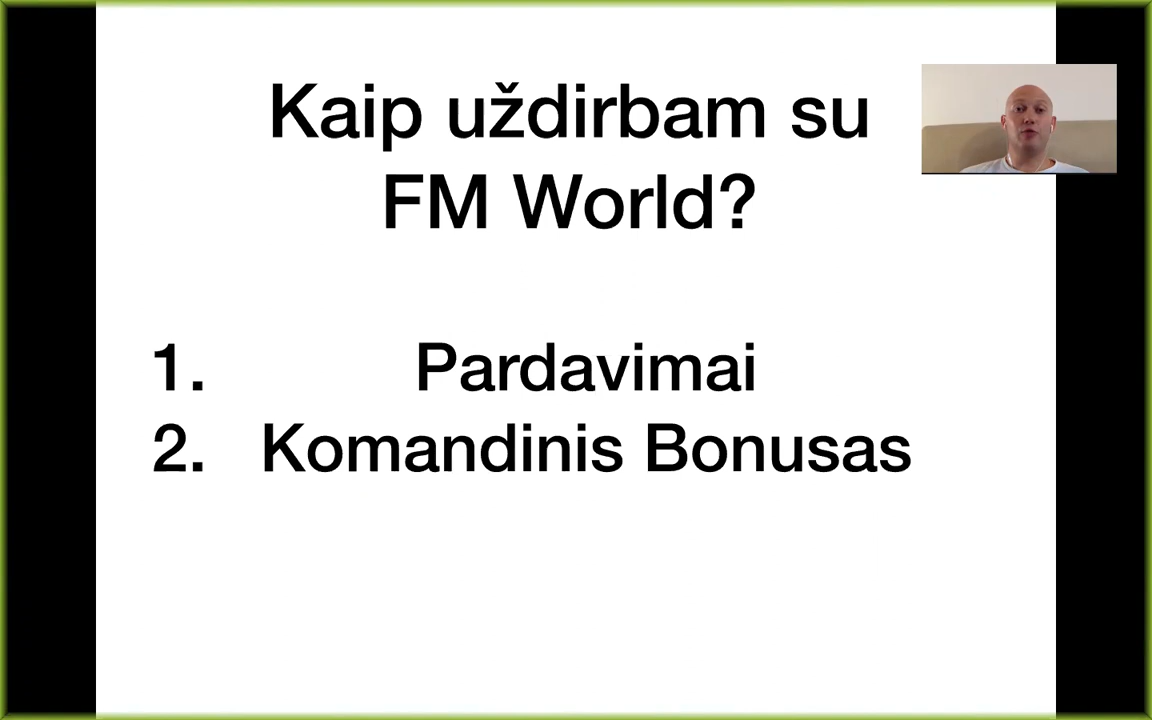 Kaip uždirbam su
FM World?
1. Pardavimai
2. Komandinis Bonusas